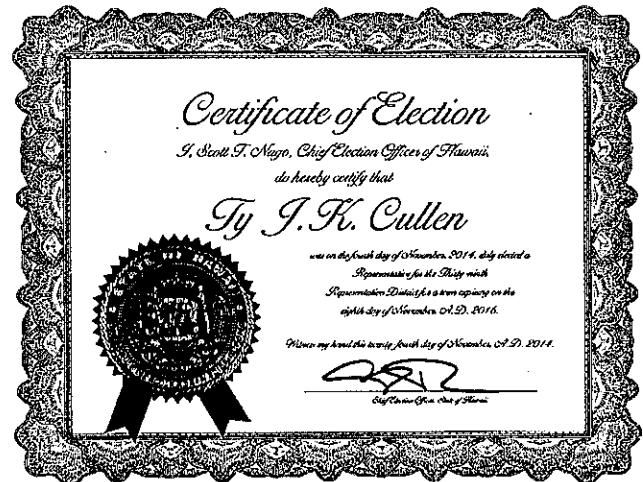 Certificate of Election
I, Scott T. Nago, Chief Election Officer of Hawaii,
do hereby certify that
Ty J.K. Cullen
was on the fourth day of November, 2014, duly elected a
Representative for the Thirty-ninth
Representative District for a term expiring on the
eighth day of November, A.D. 2016.
Witness my hand this twenty-fourth day of November, A.D. 2014.
Chief Election Officer, State of Hawaii
STATE OF HAWAII